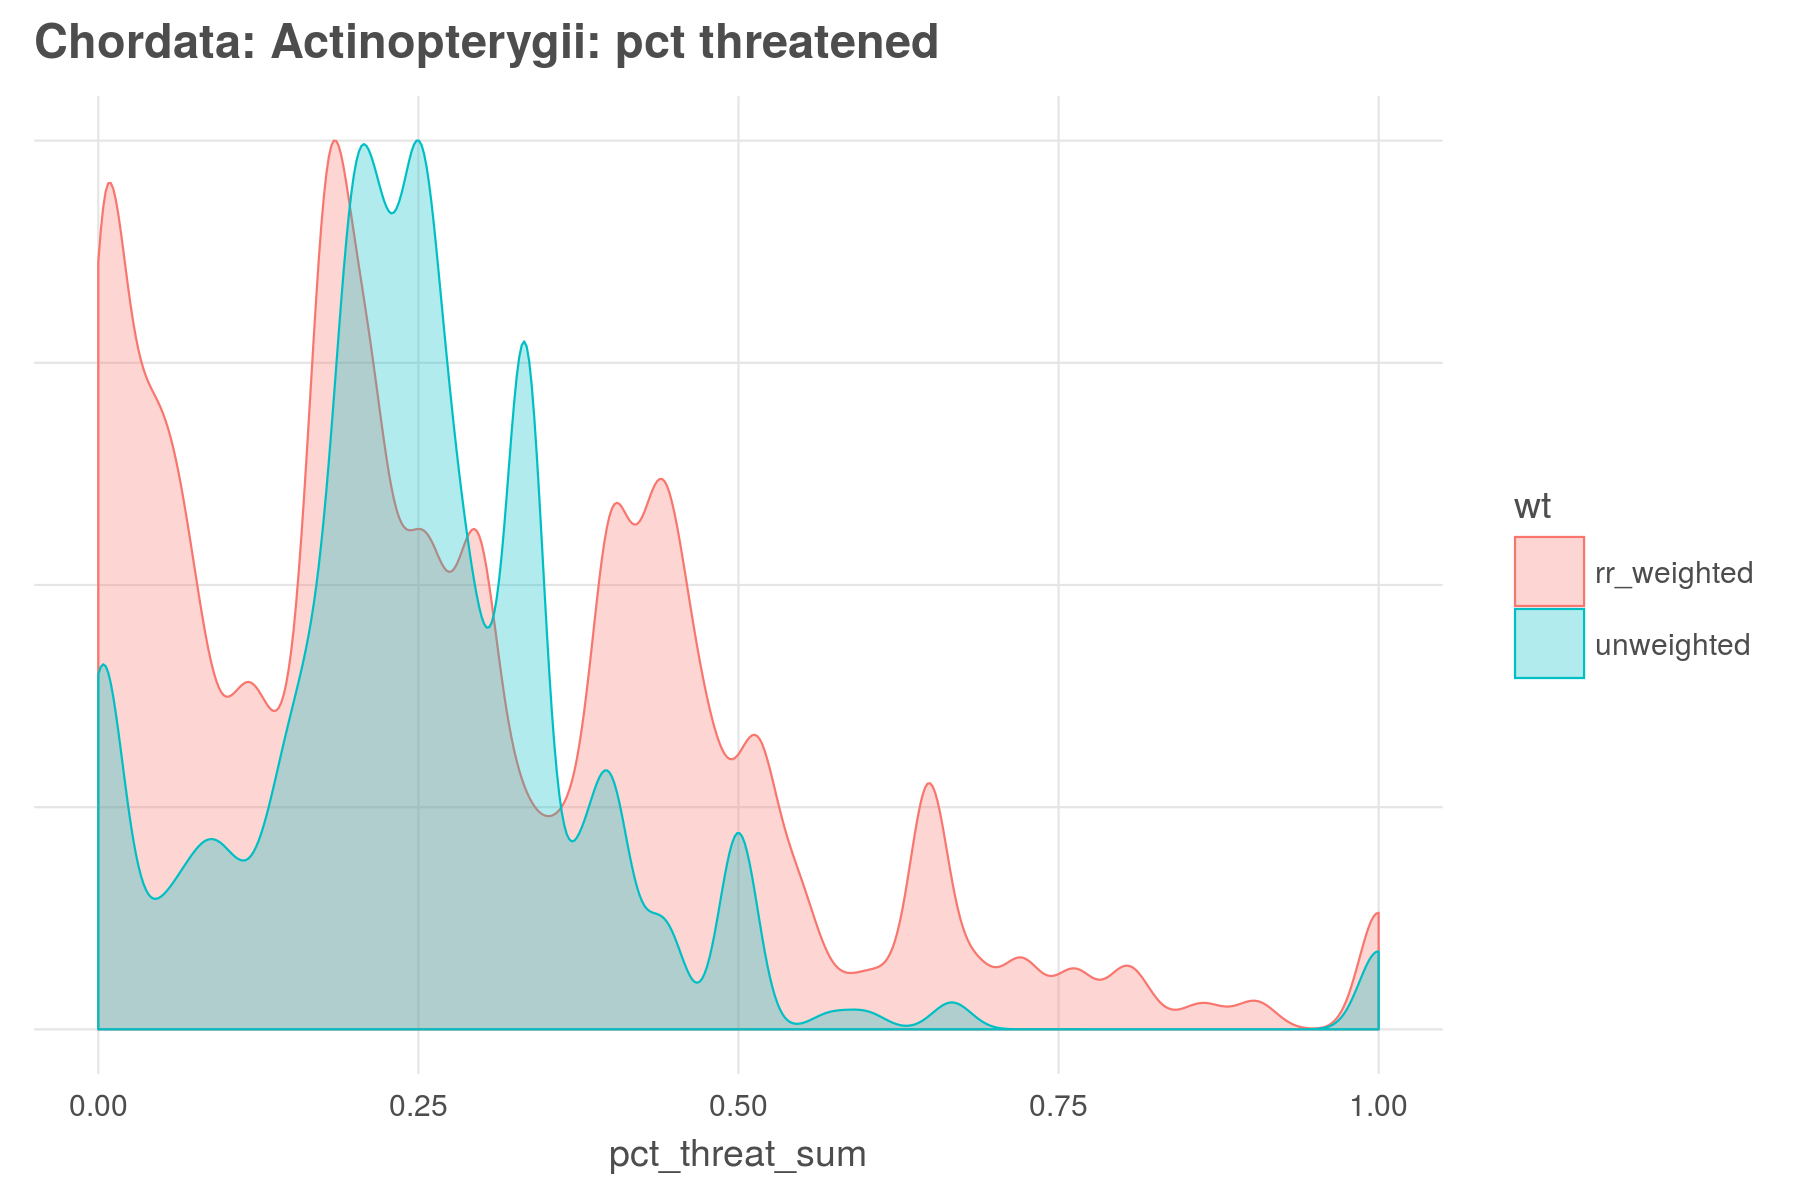 Chordata: Actinopterygii: pct threatened
wt
rr_weighted
unweighted
0.00 0.25 0.50 0.75 1.00
pct_threat_sum